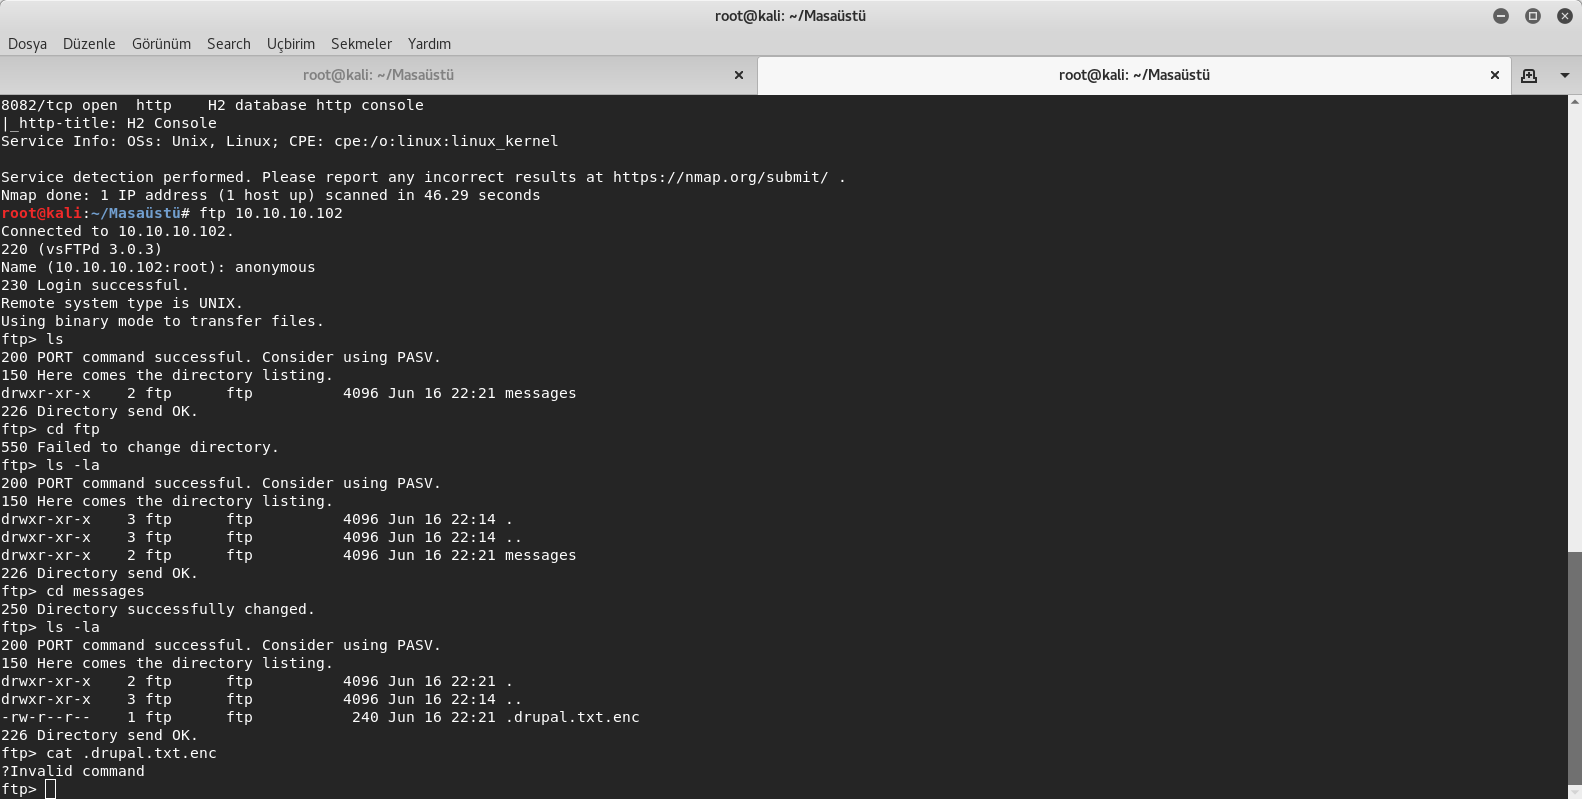 root@kali: ~/Masaüstü
Dosya Düzenle Görünüm Search Uçbirim Sekmeler Yardım
root@kali: ~/Masaüstü root@kali: ~/Masaüstü
8082/tcp open  http    H2 database http console
|_http-title: H2 Console
Service Info: OSs: Unix, Linux; CPE: cpe:/o:linux:linux_kernel

Service detection performed. Please report any incorrect results at https://nmap.org/submit/ .
Nmap done: 1 IP address (1 host up) scanned in 46.29 seconds
root@kali:~/Masaüstü# ftp 10.10.10.102
Connected to 10.10.10.102.
220 (vsFTPd 3.0.3)
Name (10.10.10.102:root): anonymous
230 Login successful.
Remote system type is UNIX.
Using binary mode to transfer files.
ftp> ls
200 PORT command successful. Consider using PASV.
150 Here comes the directory listing.
drwxr-xr-x    2 ftp      ftp          4096 Jun 16 22:21 messages
226 Directory send OK.
ftp> cd ftp
550 Failed to change directory.
ftp> ls -la
200 PORT command successful. Consider using PASV.
150 Here comes the directory listing.
drwxr-xr-x    3 ftp      ftp          4096 Jun 16 22:14 .
drwxr-xr-x    3 ftp      ftp          4096 Jun 16 22:14 ..
drwxr-xr-x    2 ftp      ftp          4096 Jun 16 22:21 messages
226 Directory send OK.
ftp> cd messages
250 Directory successfully changed.
ftp> ls -la
200 PORT command successful. Consider using PASV.
150 Here comes the directory listing.
drwxr-xr-x    2 ftp      ftp          4096 Jun 16 22:21 .
drwxr-xr-x    3 ftp      ftp          4096 Jun 16 22:14 ..
-rw-r--r--    1 ftp      ftp           240 Jun 16 22:21 .drupal.txt.enc
226 Directory send OK.
ftp> cat .drupal.txt.enc
?Invalid command
ftp>